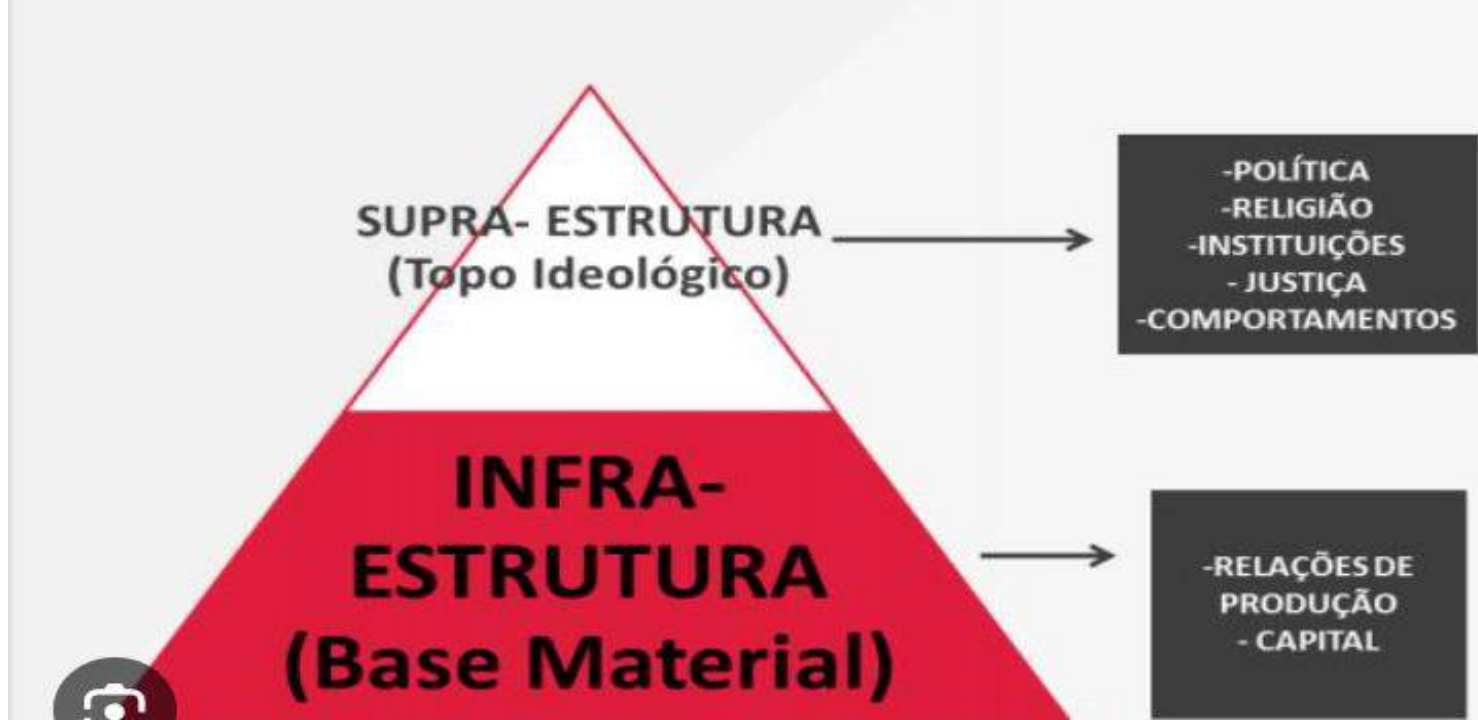 SUPRA- ESTRUTURA
(Topo Ideológico)
-POLÍTICA
-RELIGIÃO
-INSTITUIÇÕES
- JUSTIÇA
-COMPORTAMENTOS
INFRA-
ESTRUTURA
(Base Material)
-RELAÇÕES DE
PRODUÇÃO
- CAPITAL